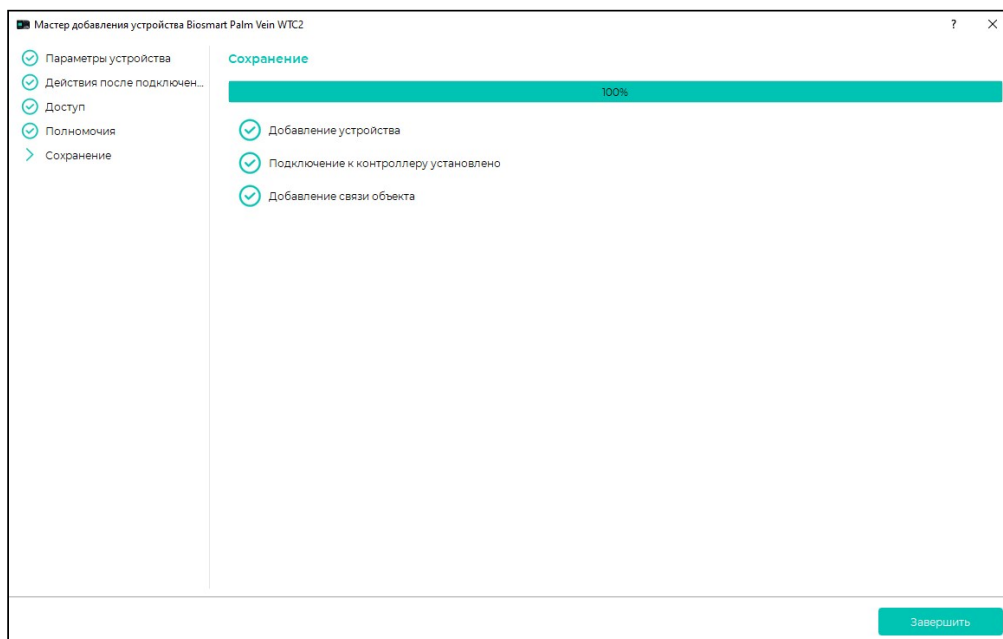 Мастер добавления устройства Biosmart Palm Vein WTC2
?
Параметры устройства
Действия после подключен...
Доступ
Полномочия
Сохранение
Сохранение
100%
Добавление устройства
Подключение к контроллеру установлено
Добавление связи объекта
Завершить